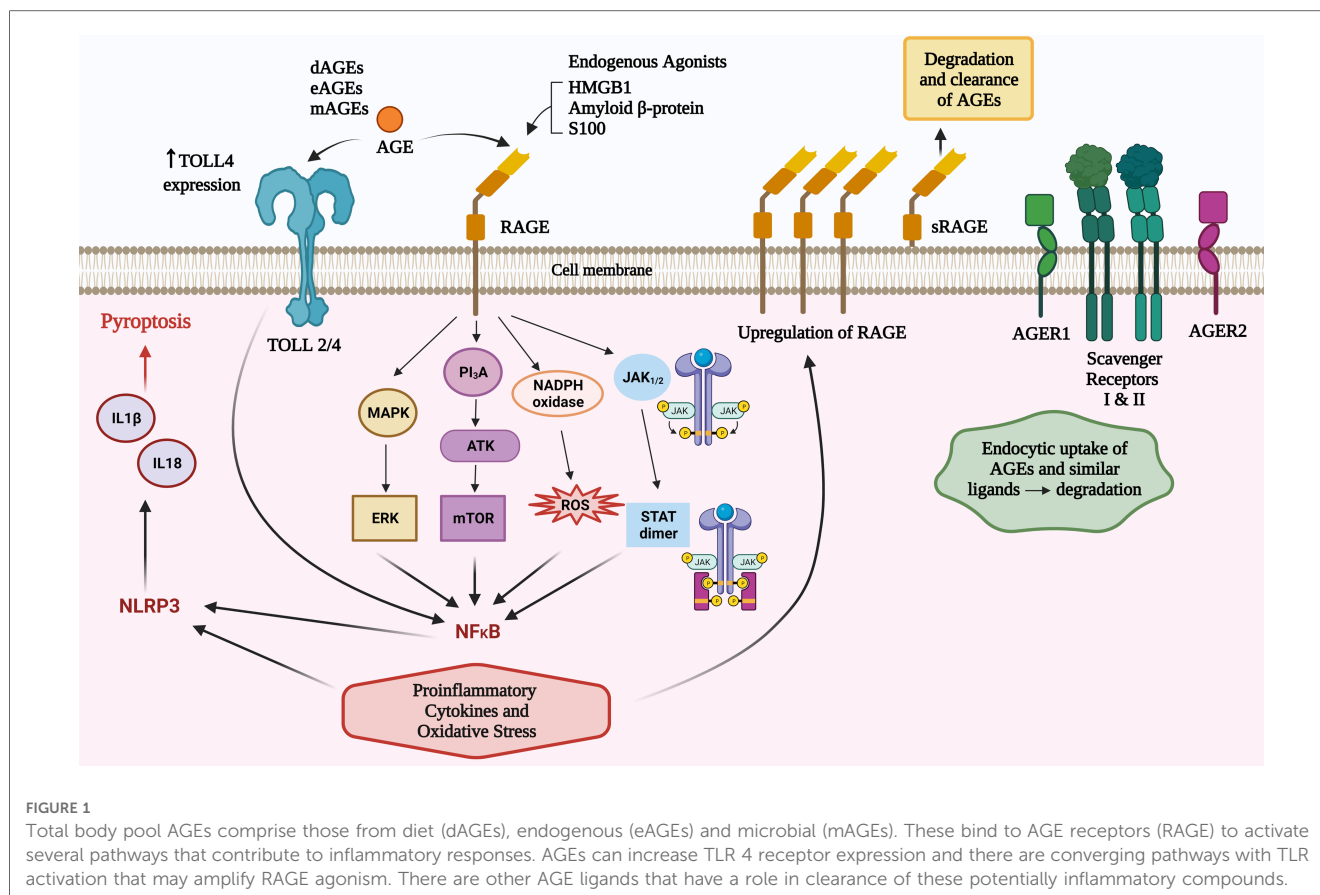 dAGEs
eAGEs
mAGEs
AGE
Endogenous Agonists
HMGB1
Amyloid β-protein
S100
↑TOLL4
expression
Degradation
and clearance
of AGEs
RAGE
sRAGE
Cell membrane
TOLL 2/4
Upregulation of RAGE
AGER1
Scavenger
Receptors
I & II
AGER2
Pyroptosis
IL1β
IL18
NLRP3
MAPK
ERK
PI₃A
ATK
mTOR
NADPH
oxidase
ROS
JAK₁/₂
P
JAK
JAK
P
P
P
STAT
dimer
P
JAK
JAK
P
P
P
P
P
NFκB
Proinflammatory
Cytokines and
Oxidative Stress
Endocytic uptake of
AGEs and similar
ligands → degradation
FIGURE 1
Total body pool AGEs comprise those from diet (dAGEs), endogenous (eAGEs) and microbial (mAGEs). These bind to AGE receptors (RAGE) to activate
several pathways that contribute to inflammatory responses. AGEs can increase TLR 4 receptor expression and there are converging pathways with TLR
activation that may amplify RAGE agonism. There are other AGE ligands that have a role in clearance of these potentially inflammatory compounds.